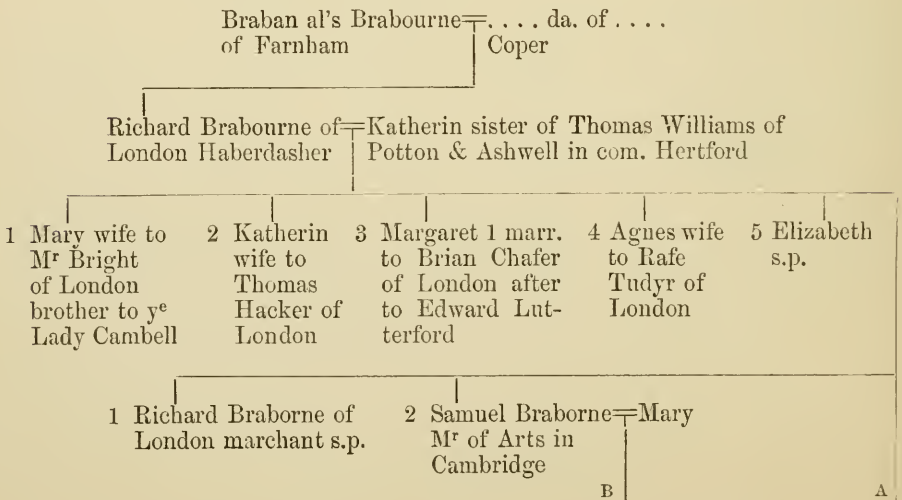 Braban al's Brabourne=. . . . da. of . . . .
of Farnham
Coper
Richard Brabourne of=Katherin sister of Thomas Williams of
London Haberdasher
Potton & Ashwell in com. Hertford
1 Mary wife to
Mr Bright
of London
brother to ye
Lady Cambell
2 Katherin
wife to
Thomas
Hacker of
London
3 Margaret 1 marr.
to Brian Chafer
of London after
to Edward Lut-
terford
4 Agnes wife
to Rafe
Tudyr of
London
5 Elizabeth
s.p.
1 Richard Braborne of
London marchant s.p.
2 Samuel Braborne=Mary
Mr of Arts in
Cambridge
B
A